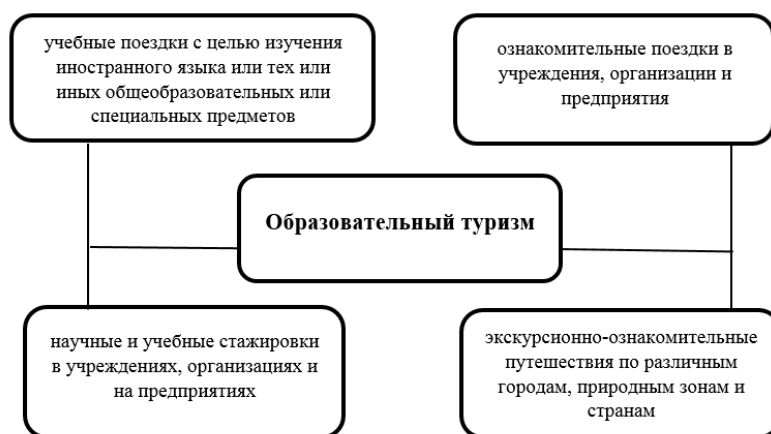 учебные поездки с целью изучения
иностранного языка или тех или
иных общеобразовательных или
специальных предметов
ознакомительные поездки в
учреждения, организации и
предприятия
Образовательный туризм
научные и учебные стажировки
в учреждениях, организациях и
на предприятиях
экскурсионно-ознакомительные
путешествия по различным
городам, природным зонам и
странам